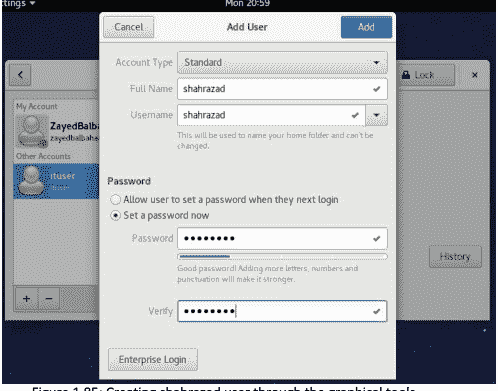 ttings
Mon 20:59
Cancel
Add User
Add
Lock
Account Type
Standard
Full Name
shahrazad
Username
shahrazad
This will be used to name your home folder and can't be
changed.
My Account
ZayedBalba
zayedbalbahe
Other Accounts
ituser
ituser
Password
Allow user to set a password when they next login
Set a password now
Password
••••••••
Good password! Adding more letters, numbers and
punctuation will make it stronger.
History
Verify
••••••••
Enterprise Login
Figure 1.85: Creating shahrazad user through the graphical tools